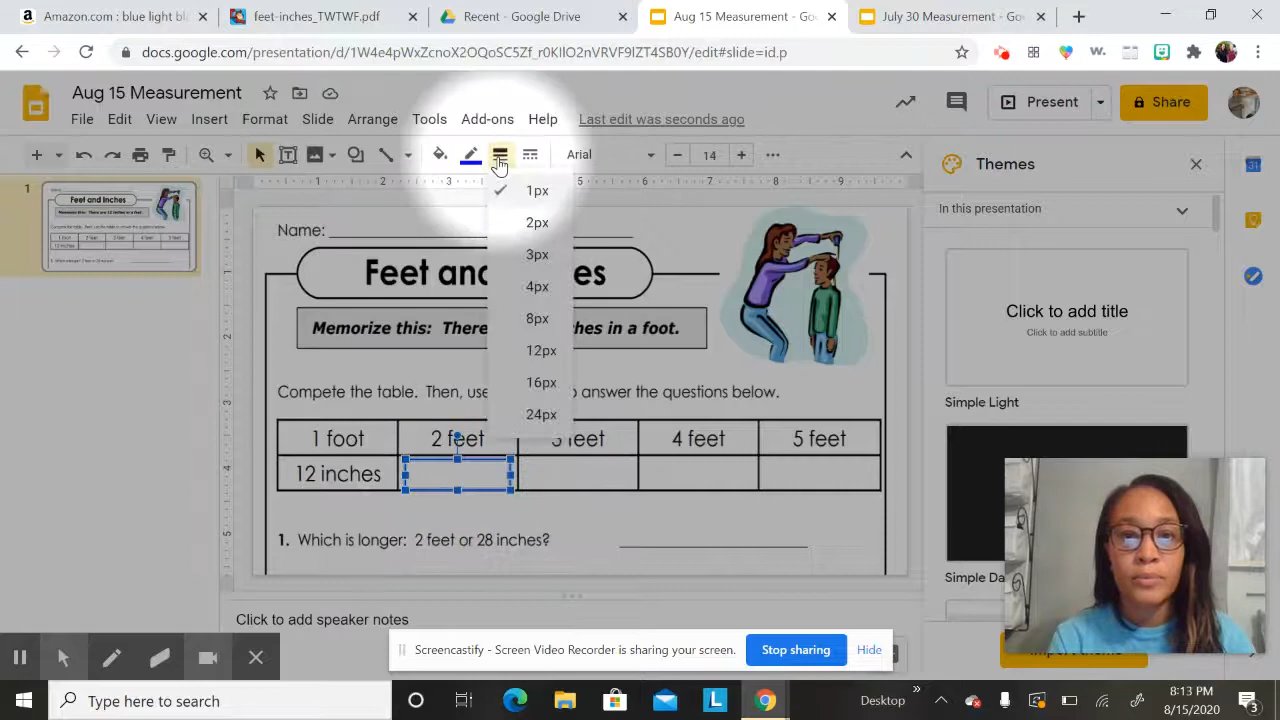 Amazon.com : blue light bl
feet-inches_TWTWF.pdf
Recent - Google Drive
Aug 15 Measurement - Go
July 30 Measurement - Go
docs.google.com/presentation/d/1W4e4pWxZcnoX2OQoSC5Zf_r0KIlO2nVRVF9lZT4SB0Y/edit#slide=id.p
Aug 15 Measurement
File Edit View Insert Format Slide Arrange Tools Add-ons Help Last edit was seconds ago
Present
Share
Arial
14
1px
2px
3px
4px
8px
12px
16px
24px
1
Name:
Feet and es
Memorize this: There hes in a foot.
Compete the table. Then, use o answer the questions below.
1 foot 2 feet 3 feet 4 feet 5 feet
12 inches
1. Which is longer: 2 feet or 28 inches?
Click to add speaker notes
Themes
In this presentation
Click to add title
Click to add subtitle
Simple Light
Simple Da
Screencastify - Screen Video Recorder is sharing your screen.
Stop sharing
Hide
Type here to search
Desktop
8:13 PM
8/15/2020
3